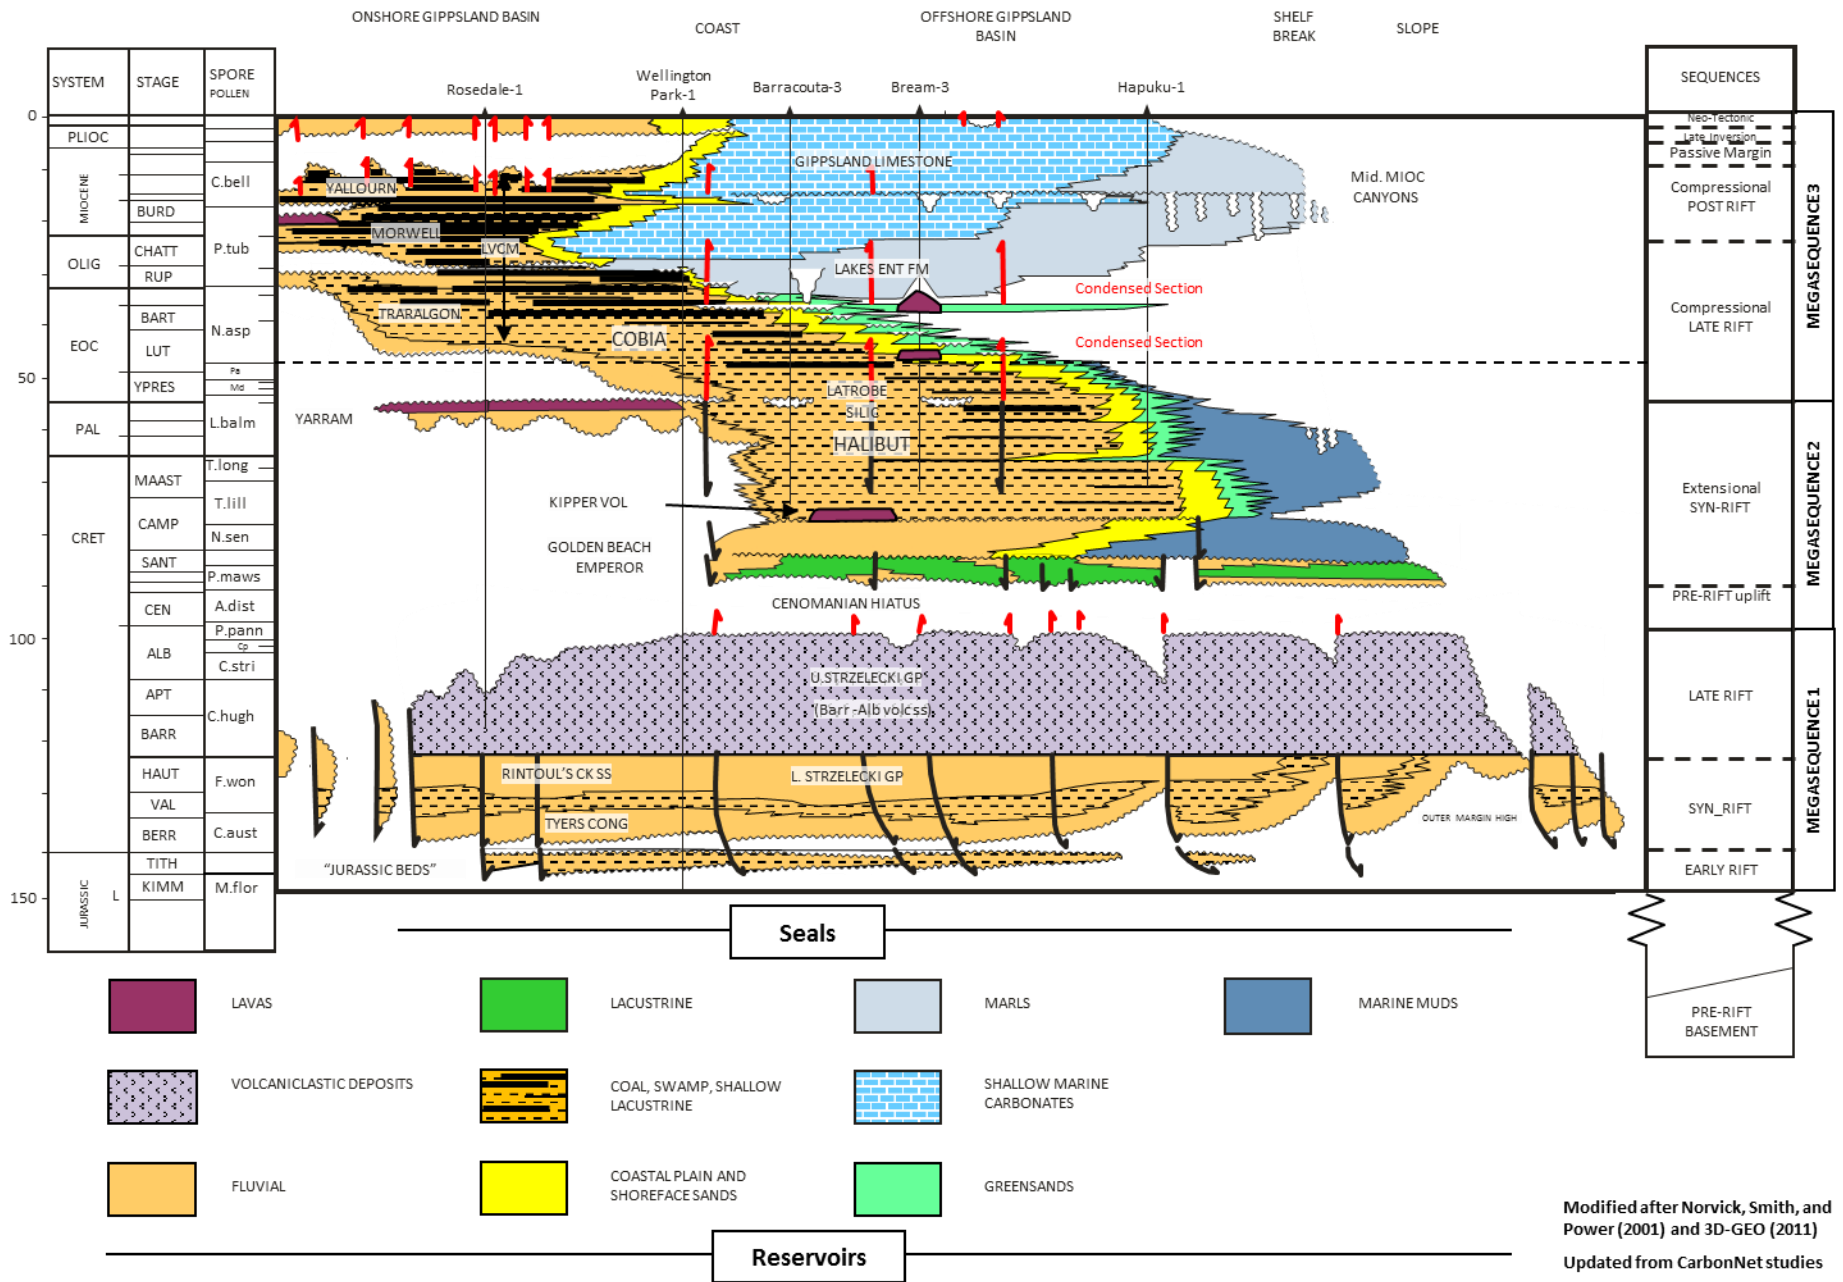 ONSHORE GIPPSLAND BASIN
COAST
OFFSHORE GIPPSLAND
BASIN
SHELF
BREAK
SLOPE
SYSTEM
STAGE
SPORE
POLLEN
Rosedale-1
Wellington
Park-1
Barracouta-3
Bream-3
Hapuku-1
SEQUENCES
0
50
100
150
PLIOC
MIOCENE
OLIG
EOC
PAL
CRET
JURASSIC
L
BURD
CHATT
RUP
BART
LUT
YPRES
MAAST
CAMP
SANT
CEN
ALB
APT
BARR
HAUT
VAL
BERR
TITH
KIMM
C.bell
P.tub
N.asp
Pa
Md
L.balm
T.long
T.lill
N.sen
P.maws
A.dist
P.pann
Cp
C.stri
C.hugh
F.won
C.aust
M.flor
GIPPSLAND LIMESTONE
YALLOURN
MORWELL
LVCM
Mid. MIOC
CANYONS
LAKES ENT FM
Condensed Section
TRARALGON
COBIA
Condensed Section
LATROBE
SILIC
YARRAM
HALIBUT
KIPPER VOL
GOLDEN BEACH
EMPEROR
CENOMANIAN HIATUS
U.STRZELECKI GP
(Barr -Alb volcss)
RINTOUL'S CK SS
L. STRZELECKI GP
TYERS CONG
OUTER MARGIN HIGH
"JURASSIC BEDS"
Neo-Tectonic
Late Inversion
Passive Margin
Compressional
POST RIFT
Compressional
LATE RIFT
Extensional
SYN-RIFT
PRE-RIFT uplift
LATE RIFT
SYN_RIFT
EARLY RIFT
PRE-RIFT
BASEMENT
MEGASEQUENCE3
MEGASEQUENCE2
MEGASEQUENCE1
Seals
LAVAS
LACUSTRINE
MARLS
MARINE MUDS
VOLCANICLASTIC DEPOSITS
COAL, SWAMP, SHALLOW
LACUSTRINE
SHALLOW MARINE
CARBONATES
FLUVIAL
COASTAL PLAIN AND
SHOREFACE SANDS
GREENSANDS
Reservoirs
Modified after Norvick, Smith, and
Power (2001) and 3D-GEO (2011)
Updated from CarbonNet studies